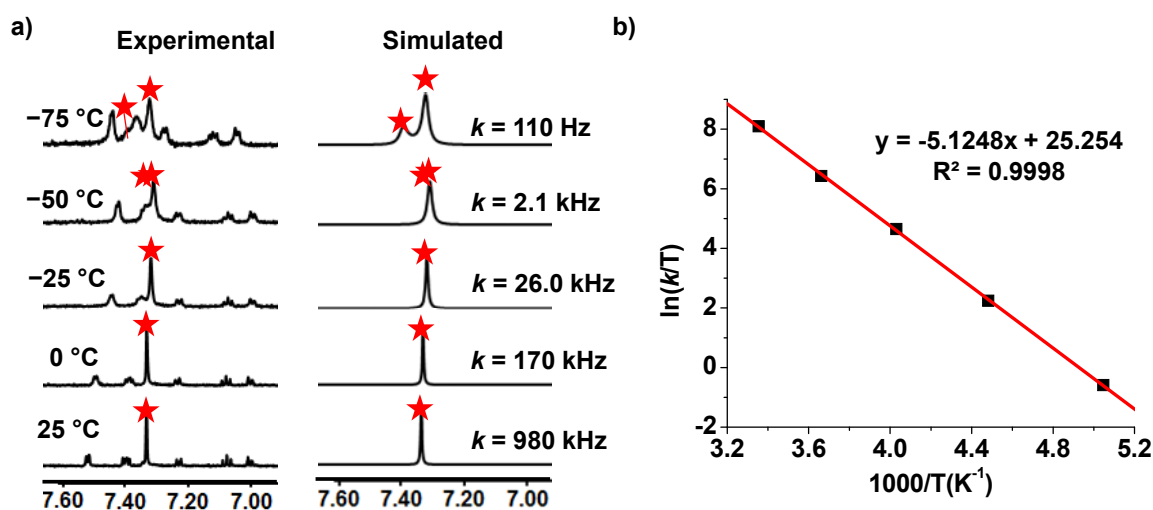 a)
Experimental
Simulated
−75 °C
k = 110 Hz
−50 °C
k = 2.1 kHz
−25 °C
k = 26.0 kHz
0 °C
k = 170 kHz
25 °C
k = 980 kHz
7.60 7.40 7.20 7.00
7.60 7.40 7.20 7.00
b)
y = -5.1248x + 25.254
R² = 0.9998
ln(k/T)
8
6
4
2
0
-2
3.2 3.6 4.0 4.4 4.8 5.2
1000/T(K⁻¹)